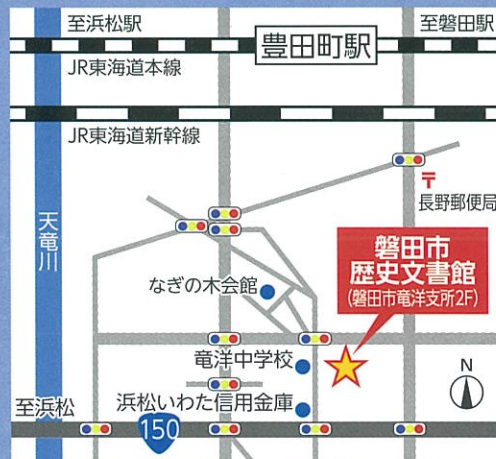 至浜松駅
至磐田駅
豊田町駅
JR東海道本線
JR東海道新幹線
〒
長野郵便局
天竜川
磐田市
歴史文書館
(磐田市竜洋支所2F)
なぎの木会館
竜洋中学校
N
浜松いわた信用金庫
至浜松
150